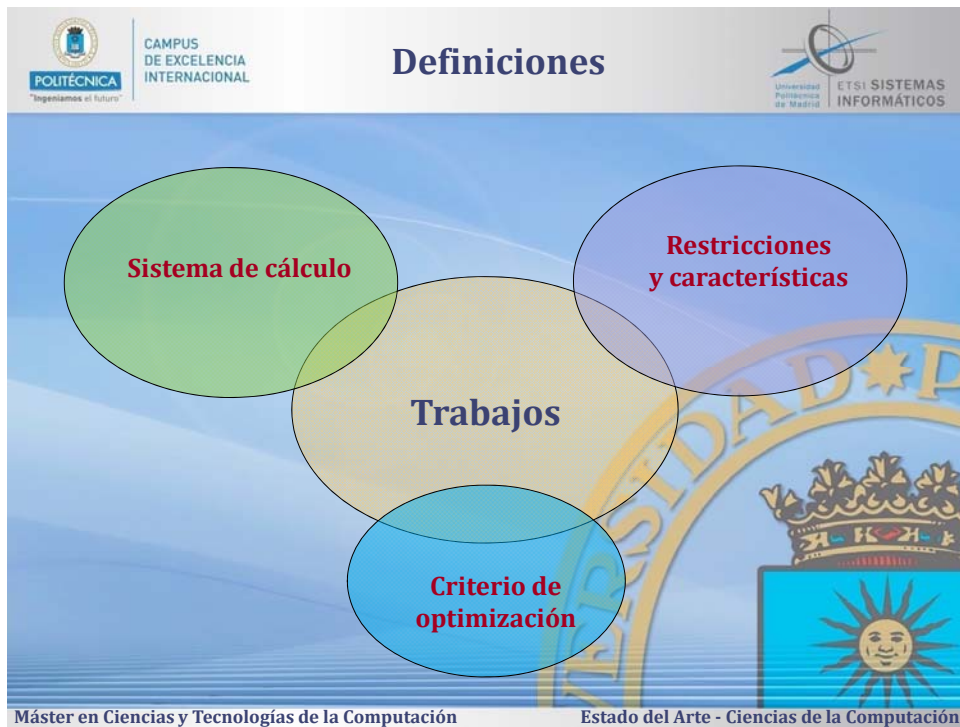 POLITÉCNICA
"Ingeniamos el futuro"
CAMPUS
DE EXCELENCIA
INTERNACIONAL
Definiciones
Universidad
Politécnica
de Madrid
ETSI SISTEMAS
INFORMÁTICOS
Sistema de cálculo
Restricciones
y característíficas
Trabajos
Criterio de
optimización
VERSIDAD P
Máster en Ciencias y Tecnologías de la Computación
Estado del Arte - Ciencias de la Computación